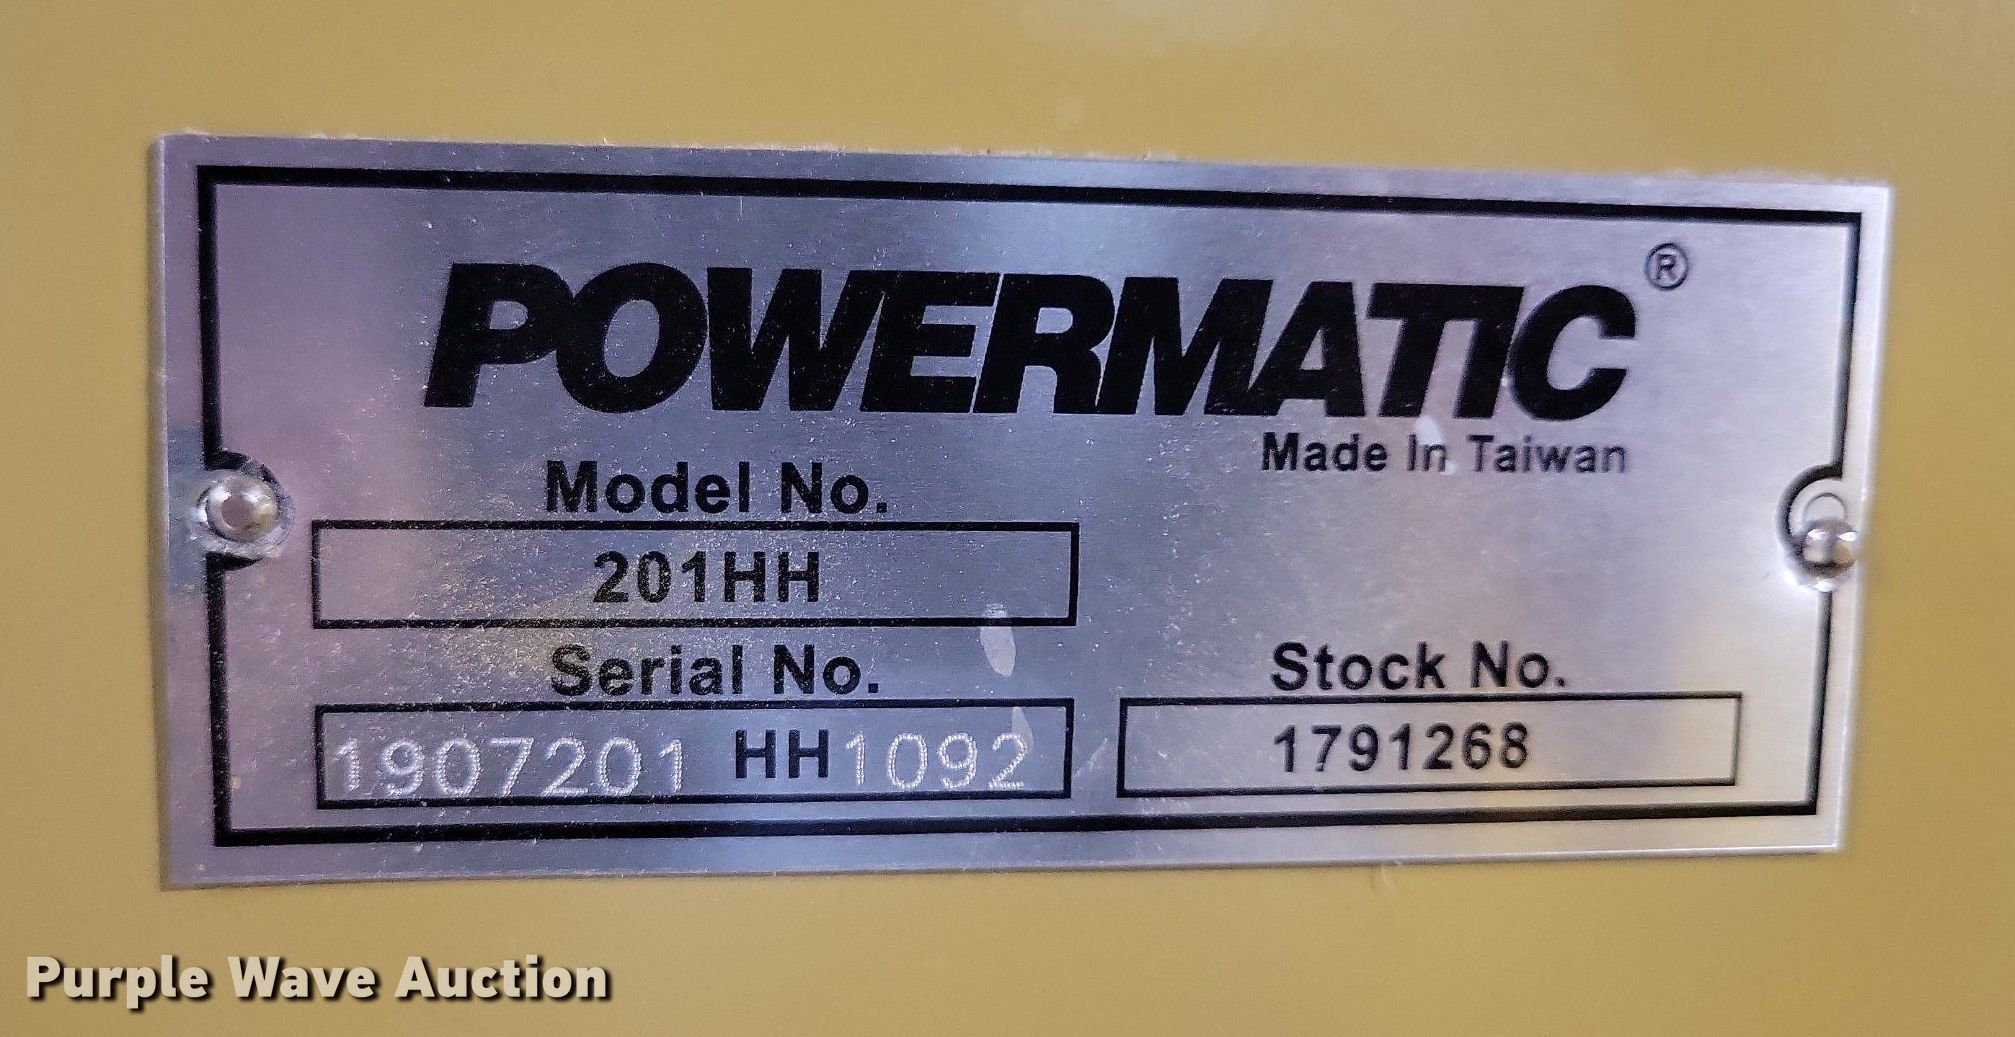 POWERMATIC®
Made In Taiwan
Model No.
201HH
Serial No.
1907201 HH1092
Stock No.
1791268
Purple Wave Auction